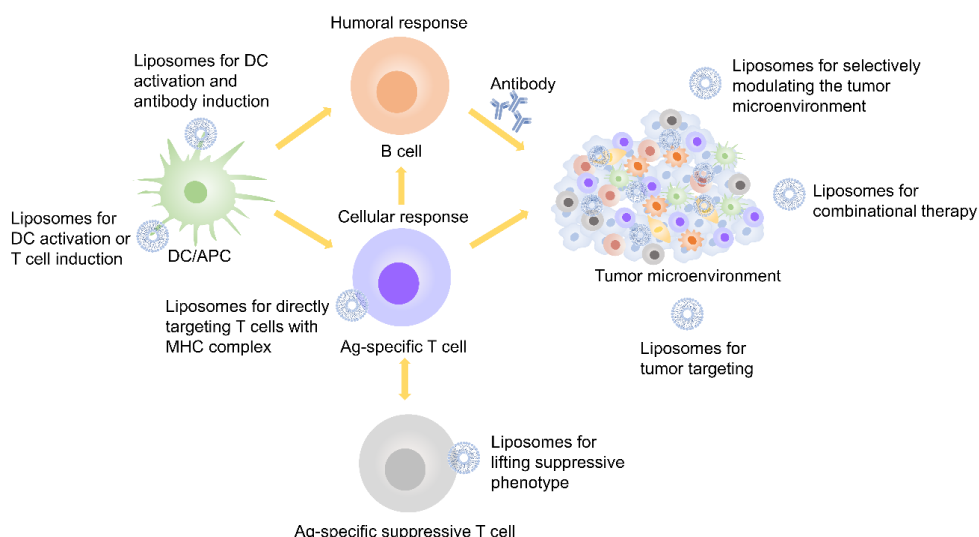 Humoral response
Liposomes for DC
activation and
antibody induction
B cell
Antibody
Liposomes for selectively
modulating the tumor
microenvironment
Liposomes for
DC activation or
T cell induction
DC/APC
Cellular response
Liposomes for directly
targeting T cells with
MHC complex
Ag-specific T cell
Liposomes for
combinational therapy
Tumor microenvironment
Liposomes for
tumor targeting
Liposomes for
lifting suppressive
phenotype
Ag-specific suppressive T cell